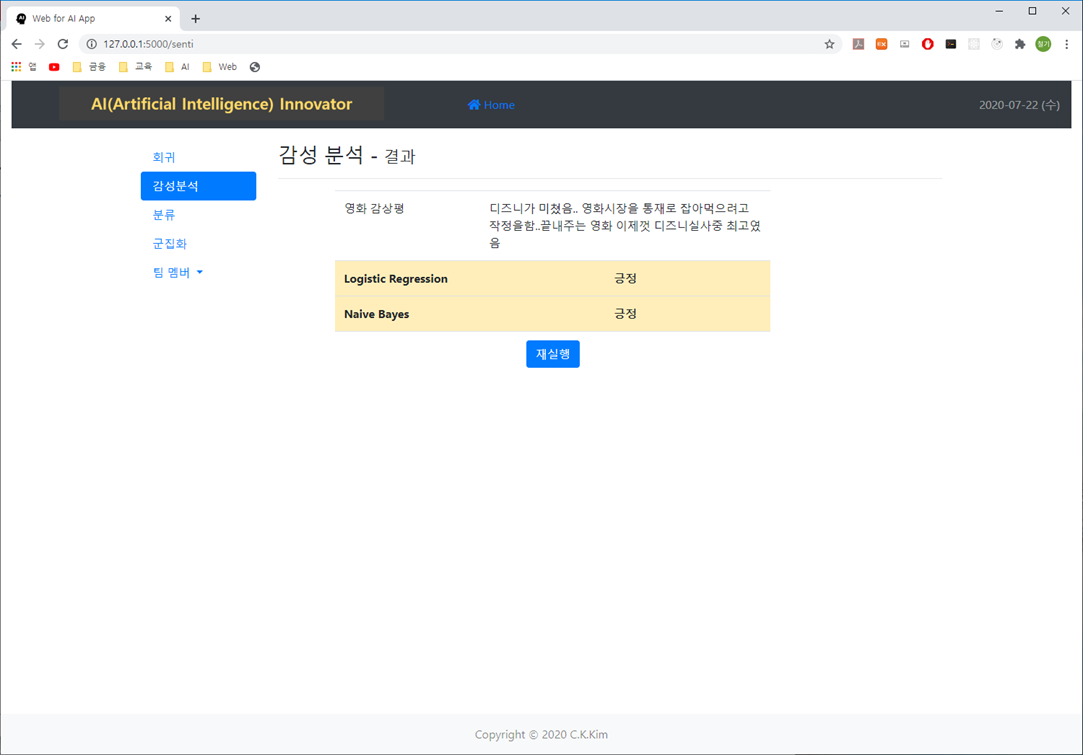 Web for AI App
127.0.0.1:5000/senti
앱
금융
교육
AI
Web
AI(Artificial Intelligence) Innovator
Home
2020-07-22 (수)
회귀
감성분석
분류
군집화
팀 멤버
감성 분석 - 결과
영화 감상평
디즈니가 미쳤음.. 영화시장을 통재로 잡아먹으려고
작정을함..끝내주는 영화 이제껏 디즈니실사중 최고였
음
Logistic Regression 긍정
Naive Bayes 긍정
재실행
Copyright © 2020 C.K.Kim